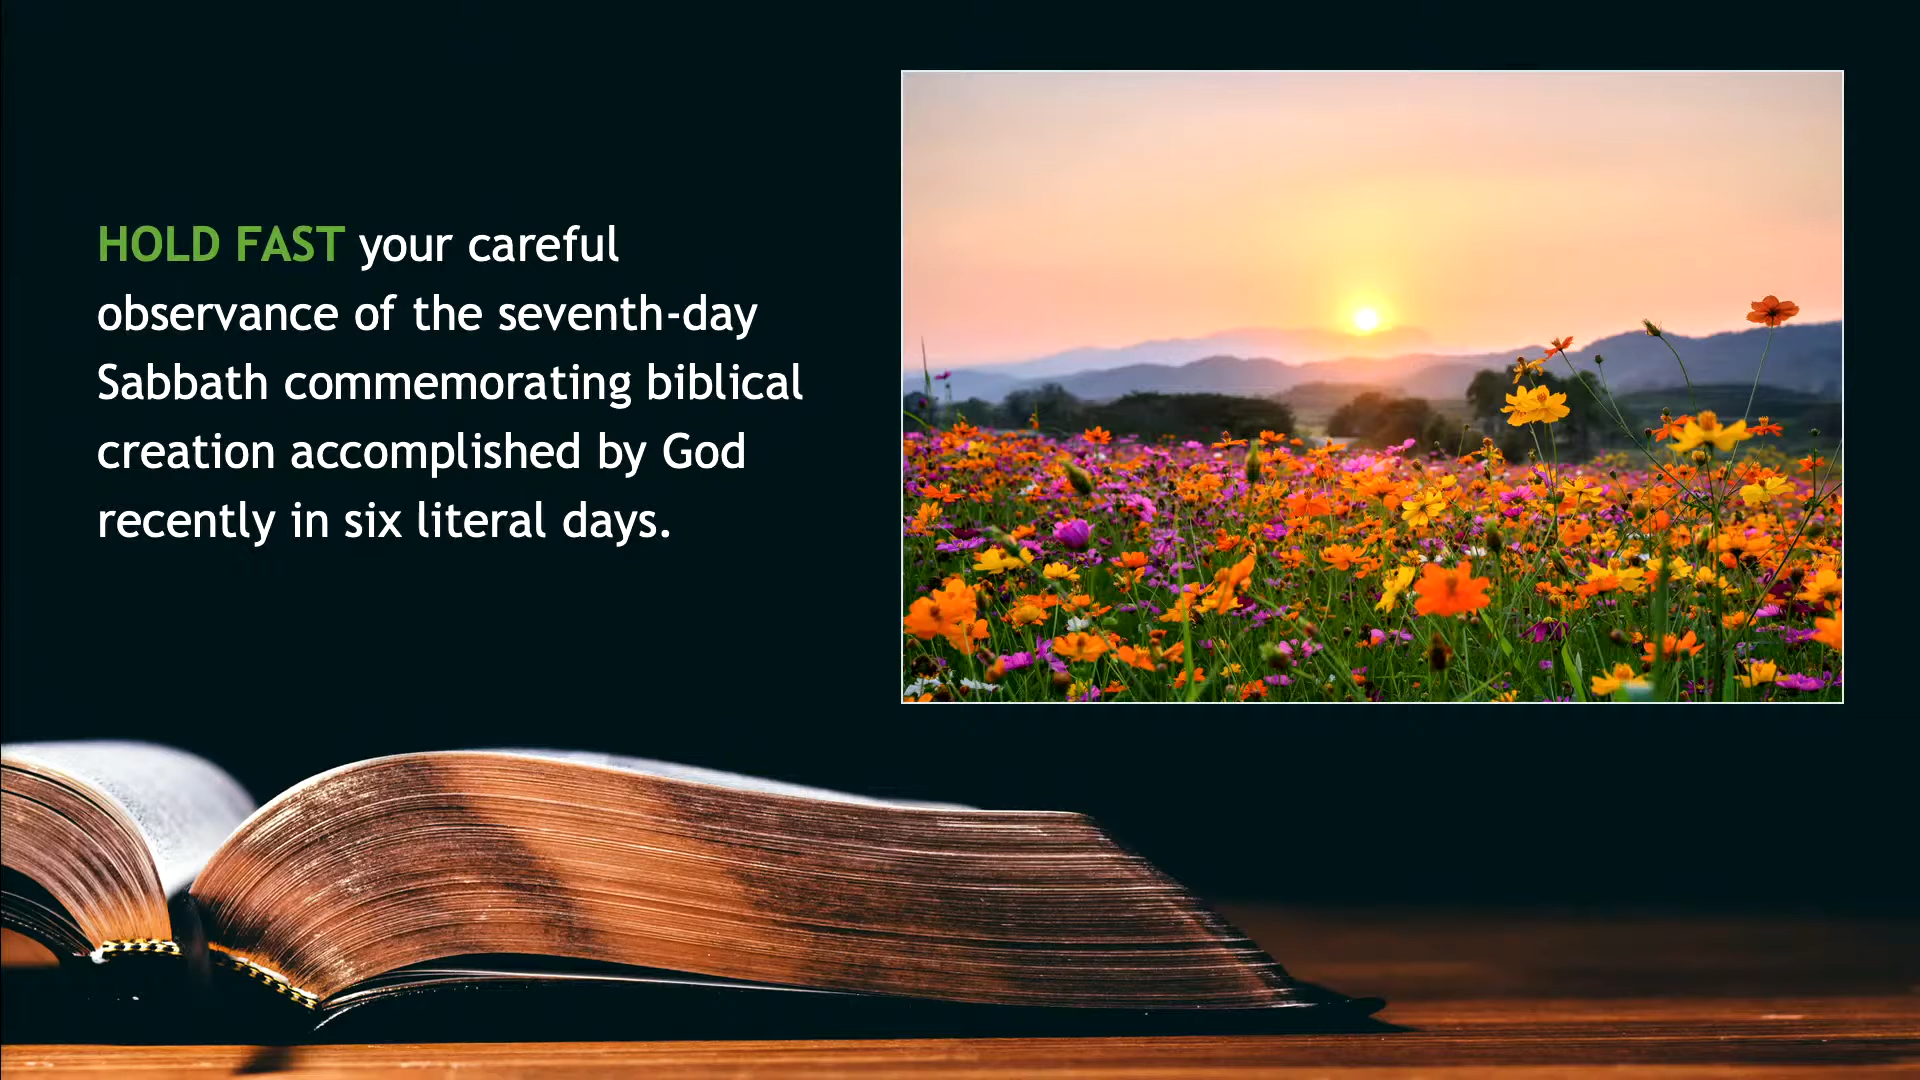 HOLD FAST your careful
observance of the seventh-day
Sabbath commemorating biblical
creation accomplished by God
recently in six literal days.